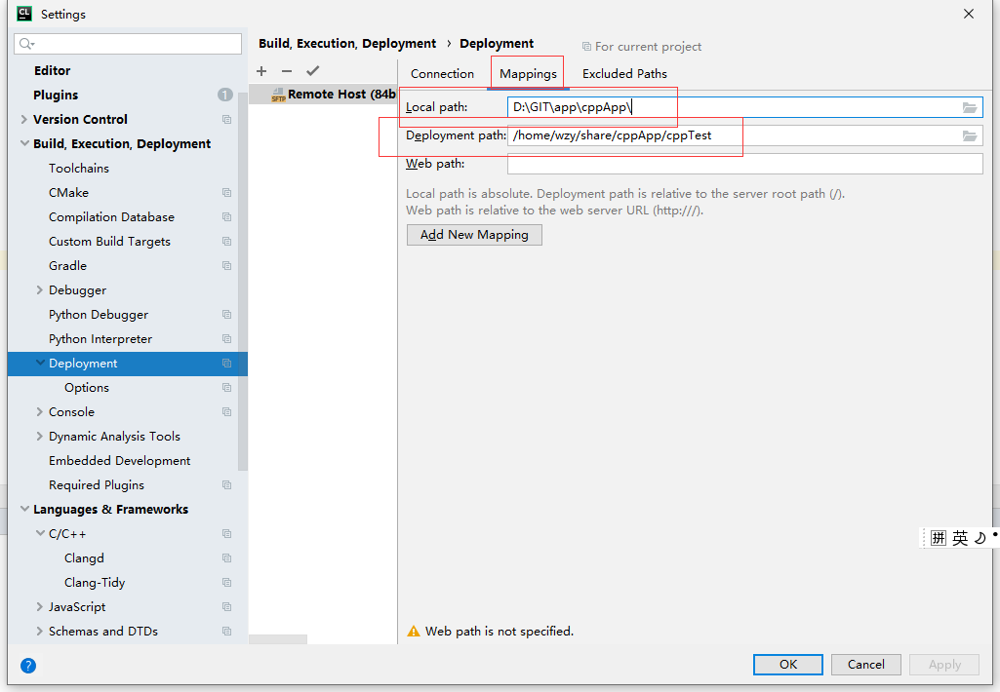 CL Settings
Build, Execution, Deployment › Deployment For current project
Editor
Plugins 1
Version Control
Build, Execution, Deployment
Toolchains
CMake
Compilation Database
Custom Build Targets
Gradle
Debugger
Python Debugger
Python Interpreter
Deployment
Options
Console
Dynamic Analysis Tools
Embedded Development
Required Plugins
Languages & Frameworks
C/C++
Clangd
Clang-Tidy
JavaScript
Schemas and DTDs
SFTP Remote Host (84b
Connection Mappings Excluded Paths
Local path: D:\GIT\app\cppApp\
Deployment path: /home/wzy/share/cppApp/cppTest
Web path:
Local path is absolute. Deployment path is relative to the server root path (/).
Web path is relative to the web server URL (http:///).
Add New Mapping
拼 英
Web path is not specified.
? OK Cancel Apply